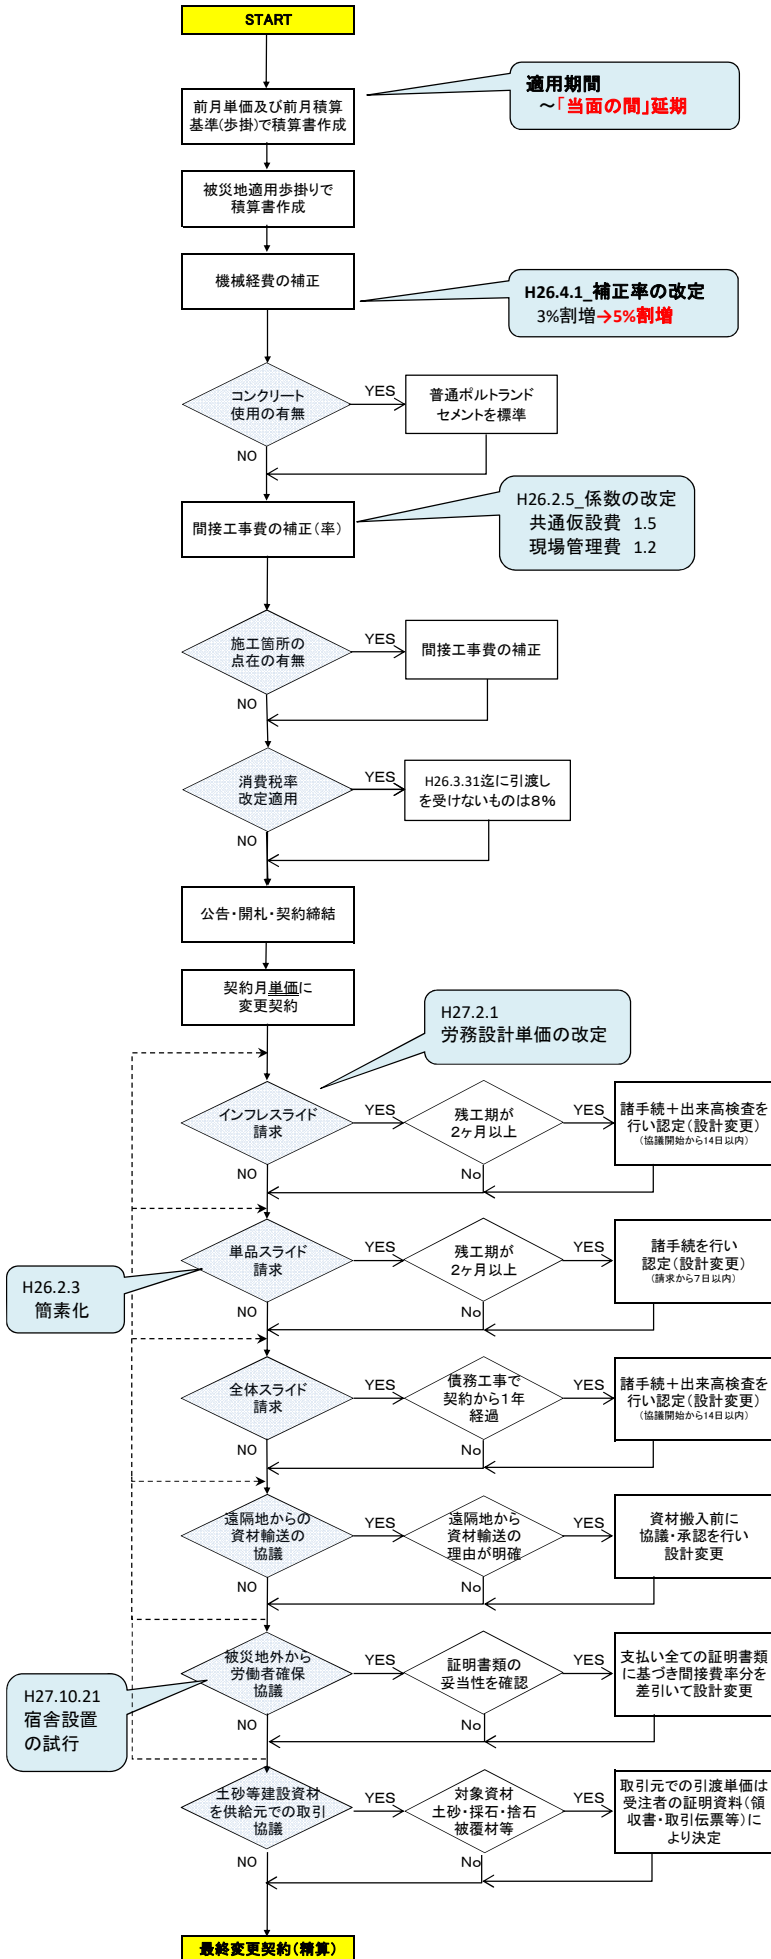 START
適用期間
～「当面の間」延期
前月単価及び前月積算
基準(歩掛)で積算書作成
被災地適用歩掛りで
積算書作成
機械経費の補正
H26.4.1_補正率の改定
3%割増→5%割増
コンクリート
使用の有無
YES
普通ポルトランド
セメントを標準
NO
間接工事費の補正(率)
H26.2.5_係数の改定
共通仮設費 1.5
現場管理費 1.2
施工箇所の
点在の有無
YES
間接工事費の補正
NO
消費税率
改定適用
YES
H26.3.31迄に引渡し
を受けないものは8%
NO
公告・開札・契約締結
契約月単価に
変更契約
H27.2.1
労務設計単価の改定
インフレスライド
請求
YES
残工期が
2ヶ月以上
YES
諸手続+出来高検査を
行い認定(設計変更)
(協議開始から14日以内)
NO
No
単品スライド
請求
YES
残工期が
2ヶ月以上
YES
諸手続を行い
認定(設計変更)
(請求から7日以内)
H26.2.3
簡素化
NO
No
全体スライド
請求
YES
債務工事で
契約から1年
経過
YES
諸手続+出来高検査を
行い認定(設計変更)
(協議開始から14日以内)
NO
No
遠隔地からの
資材輸送の
協議
YES
遠隔地から
資材輸送の
理由が明確
YES
資材搬入前に
協議・承認を行い
設計変更
NO
No
被災地外から
労働者確保
協議
YES
証明書類の
妥当性を確認
YES
支払い全ての証明書類
に基づき間接費率分を
差引いて設計変更
H27.10.21
宿舎設置
の試行
NO
No
土砂等建設資材
を供給元での取引
協議
YES
対象資材
土砂・採石・捨石
被覆材等
YES
取引元での引渡単価は
受注者の証明資料(領
収書・取引伝票等)に
より決定
NO
No
最終変更契約(精算)